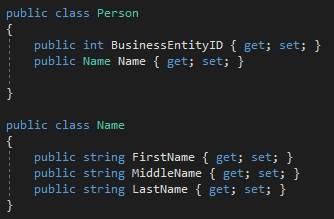 public class Person
{
public int BusinessEntityID { get; set; }
public Name Name { get; set; }
}
public class Name
{
public string FirstName { get; set; }
public string MiddleName { get; set; }
public string LastName { get; set; }
}